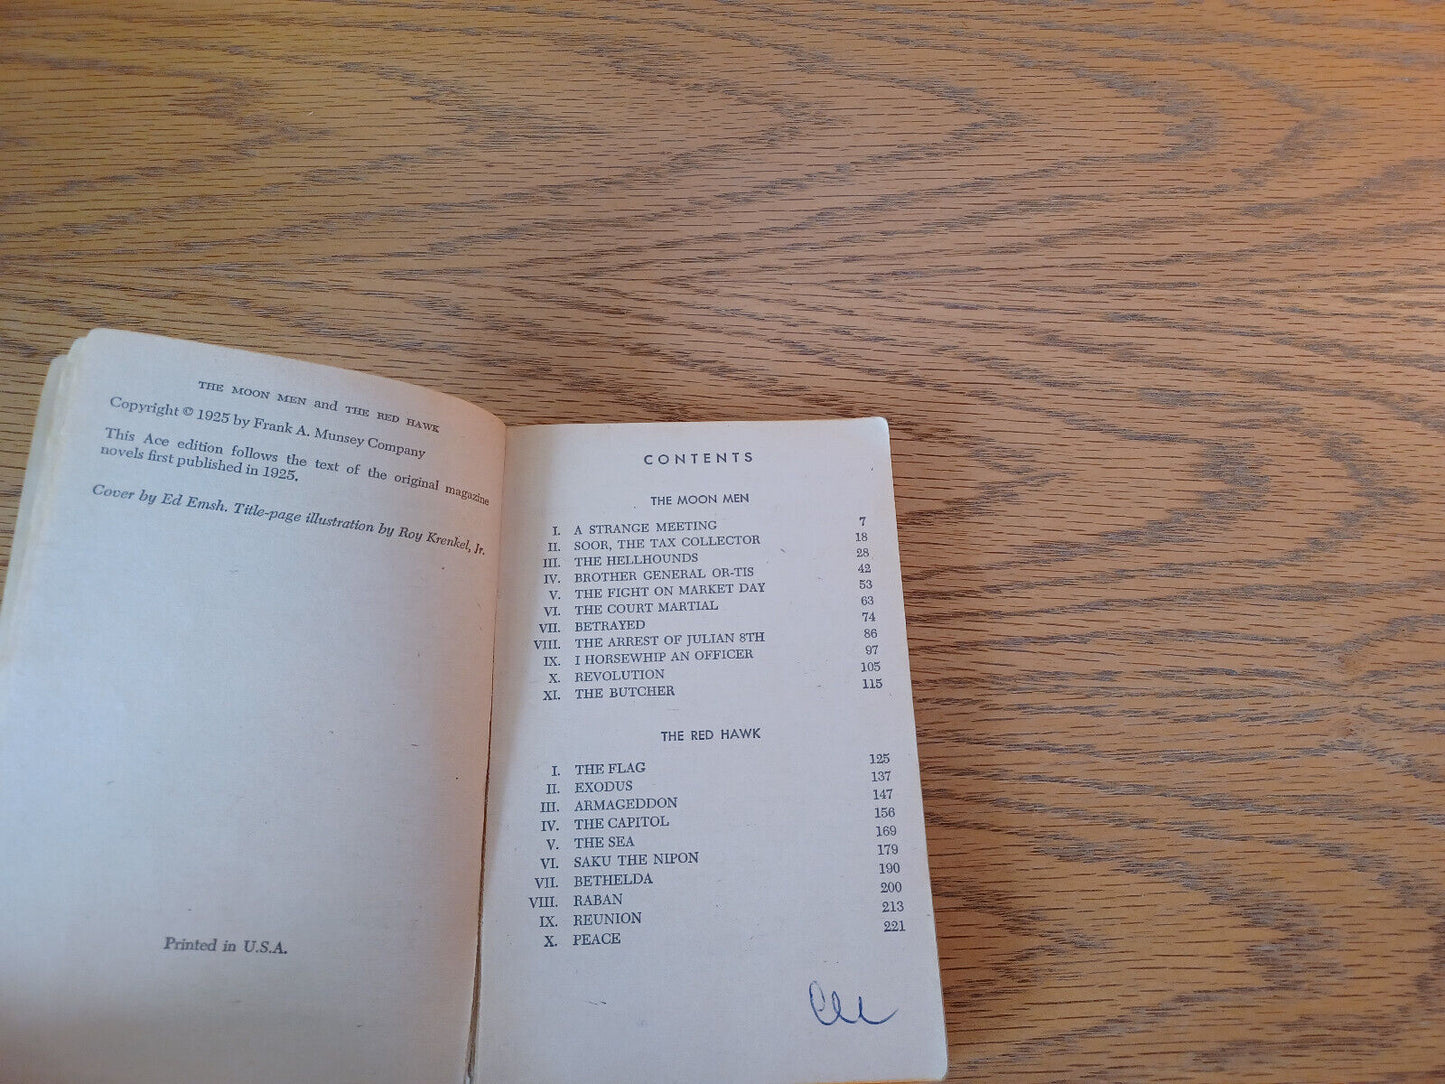 THE MOON MEN and THE RED HAWK
Copyright © 1925 by Frank A. Munsey Company
This Ace edition follows the text of the original magazine
novels first published in 1925.
Cover by Ed Emsh. Title-page illustration by Roy Krenkel, Jr.
Printed in U.S.A.
CONTENTS
THE MOON MEN
I. A STRANGE MEETING 7
II. SOOR, THE TAX COLLECTOR 18
III. THE HELLHOUNDS 28
IV. BROTHER GENERAL OR-TIS 42
V. THE FIGHT ON MARKET DAY 53
VI. THE COURT MARTIAL 63
VII. BETRAYED 74
VIII. THE ARREST OF JULIAN 8TH 86
IX. I HORSEWHIP AN OFFICER 97
X. REVOLUTION 105
XI. THE BUTCHER 115
THE RED HAWK
I. THE FLAG 125
II. EXODUS 137
III. ARMAGEDDON 147
IV. THE CAPITOL 156
V. THE SEA 169
VI. SAKU THE NIPON 179
VII. BETHELDA 190
VIII. RABAN 200
IX. REUNION 213
X. PEACE 221